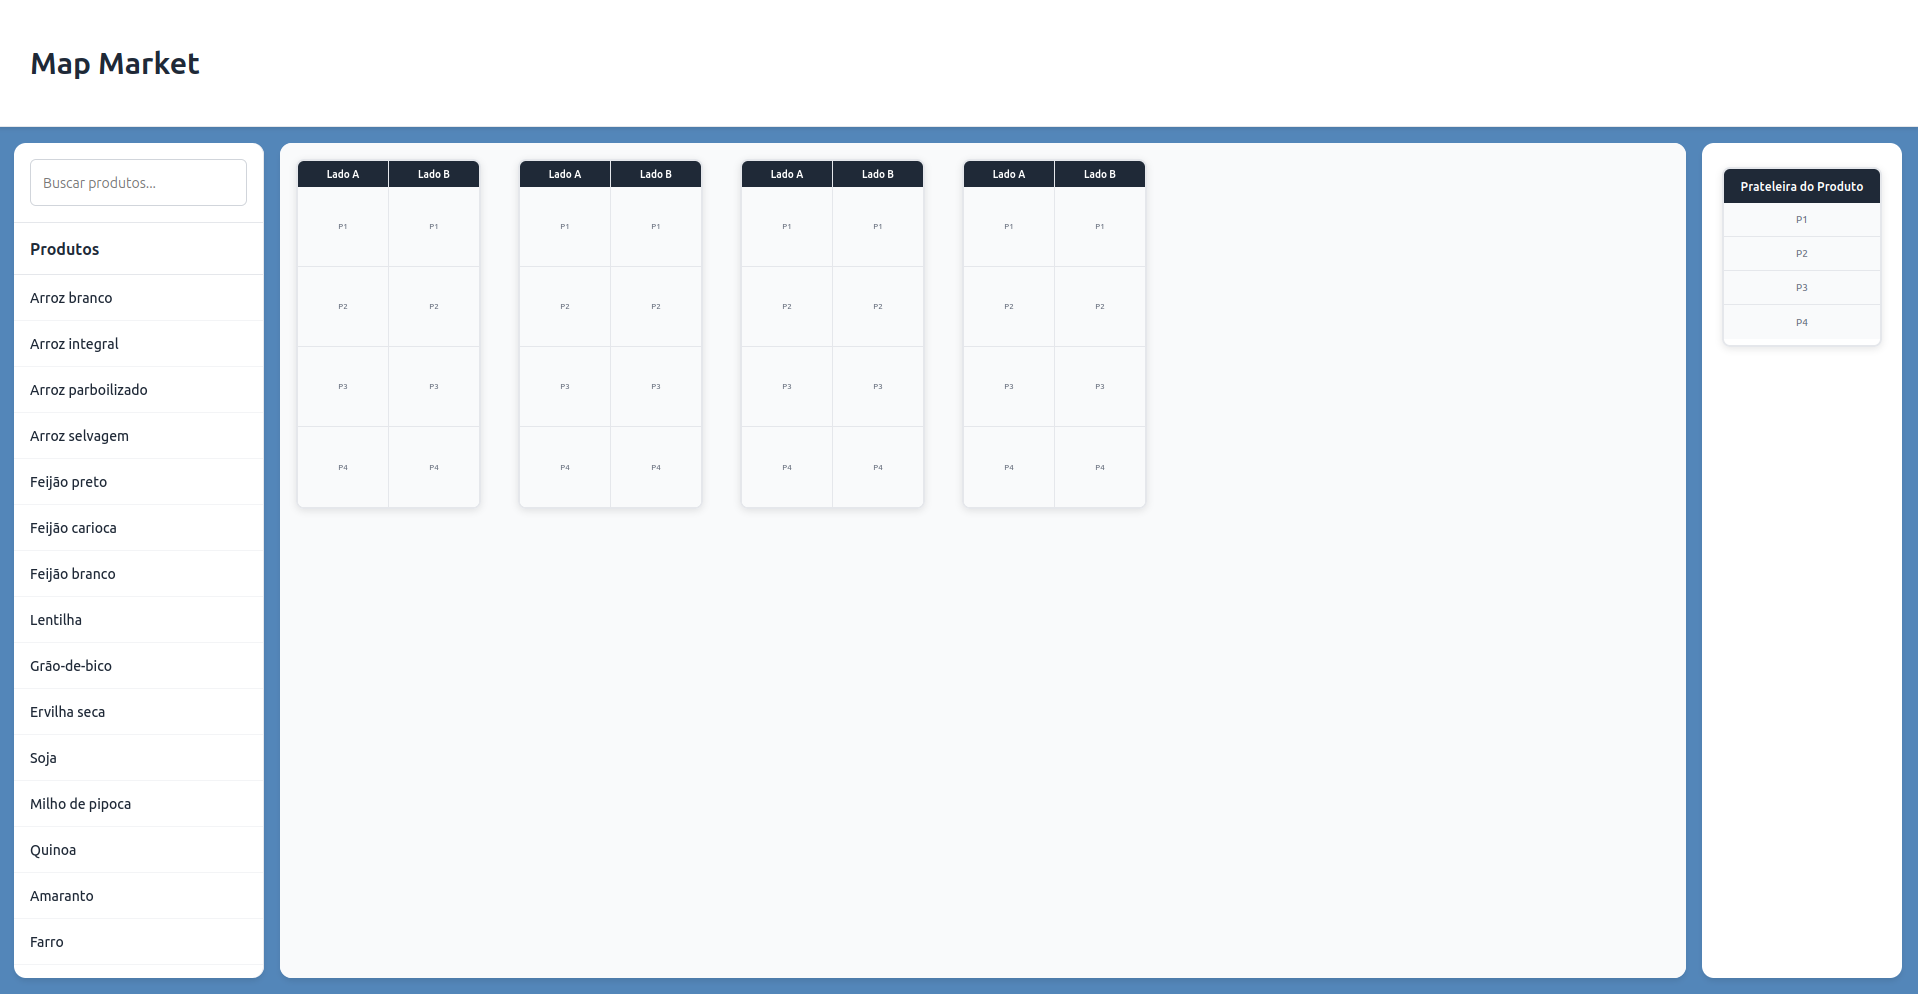 Map Market
Buscar produtos...
Produtos
Arroz branco
Arroz integral
Arroz parboilizado
Arroz selvagem
Feijão preto
Feijão carioca
Feijão branco
Lentilha
Grão-de-bico
Ervilha seca
Soja
Milho de pipoca
Quinoa
Amaranto
Farro
Lado A Lado B
P1 P1
P2 P2
P3 P3
P4 P4
Lado A Lado B
P1 P1
P2 P2
P3 P3
P4 P4
Lado A Lado B
P1 P1
P2 P2
P3 P3
P4 P4
Lado A Lado B
P1 P1
P2 P2
P3 P3
P4 P4
Prateleira do Produto
P1
P2
P3
P4